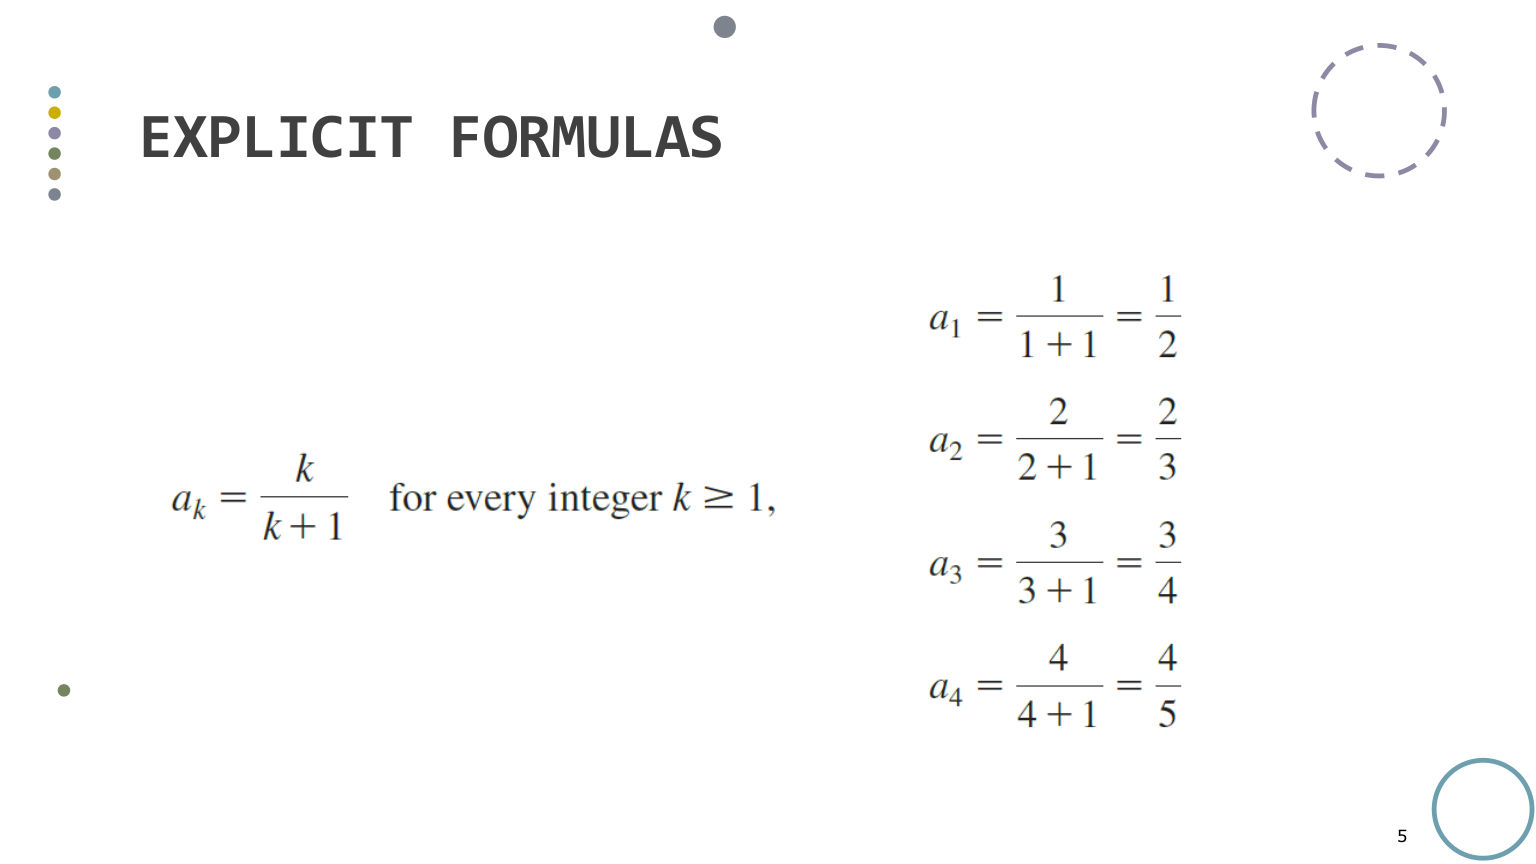 EXPLICIT FORMULAS
a_k = k/(k + 1) for every integer k ≥ 1,
a_1 = 1/(1 + 1) = 1/2
a_2 = 2/(2 + 1) = 2/3
a_3 = 3/(3 + 1) = 3/4
a_4 = 4/(4 + 1) = 4/5
5